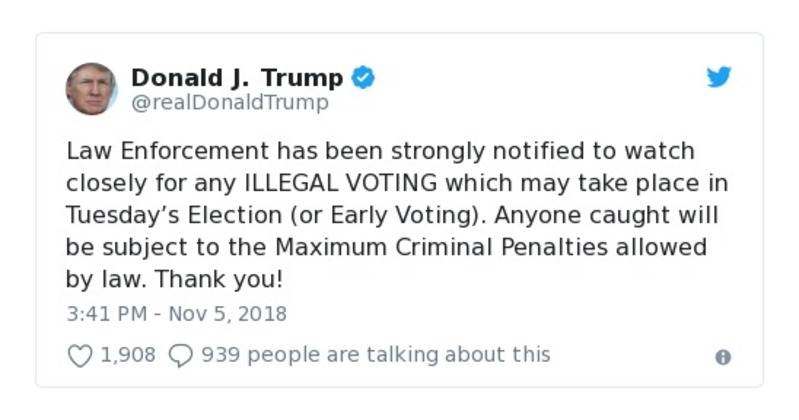 Donald J. Trump
@realDonaldTrump
Law Enforcement has been strongly notified to watch
closely for any ILLEGAL VOTING which may take place in
Tuesday’s Election (or Early Voting). Anyone caught will
be subject to the Maximum Criminal Penalties allowed
by law. Thank you!
3:41 PM - Nov 5, 2018
1,908 939 people are talking about this